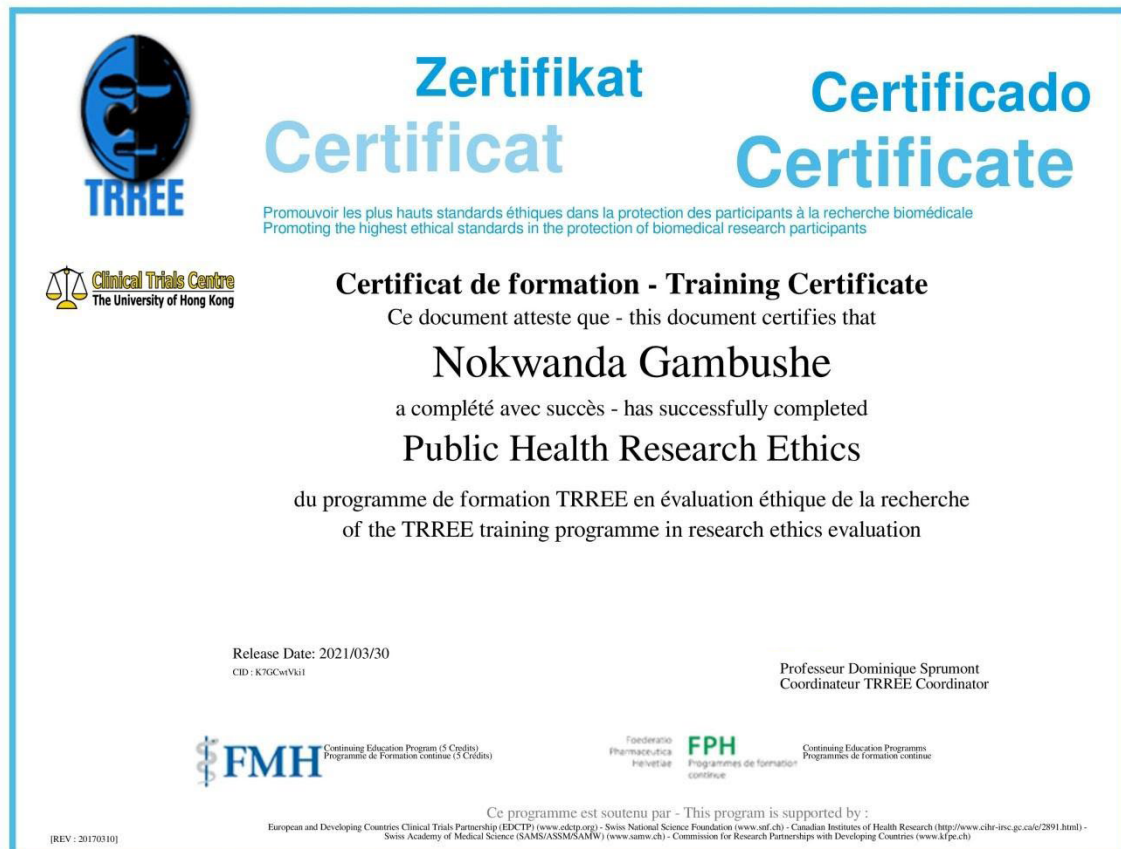 TRREE
Zertifikat
Certificado
Certificat
Certificate
Promouvoir les plus hauts standards éthiques dans la protection des participants à la recherche biomédicale
Promoting the highest ethical standards in the protection of biomedical research participants
Clinical Trials Centre
The University of Hong Kong
Certificat de formation - Training Certificate
Ce document atteste que - this document certifies that
Nokwanda Gambushe
a complété avec succès - has successfully completed
Public Health Research Ethics
du programme de formation TRREE en évaluation éthique de la recherche
of the TRREE training programme in research ethics evaluation
Release Date: 2021/03/30
CID : K7GCwtVki1
Professeur Dominique Sprumont
Coordinateur TRREE Coordinator
FMH
Continuing Education Program (5 Credits)
Programme de Formation continue (5 Crédits)
Foederatio
Pharmaceutica
Helvetiae
FPH
Programmes de formation
continue
Continuing Education Programms
Programmes de formation continue
Ce programme est soutenu par - This program is supported by :
European and Developing Countries Clinical Trials Partnership (EDCTP) (www.edctp.org) - Swiss National Science Foundation (www.snf.ch) - Canadian Institutes of Health Research (http://www.cihr-irsc.gc.ca/e/2891.html) -
Swiss Academy of Medical Science (SAMS/ASSM/SAMW) (www.samw.ch) - Commission for Research Partnerships with Developing Countries (www.kfpe.ch)
[REV : 20170310]